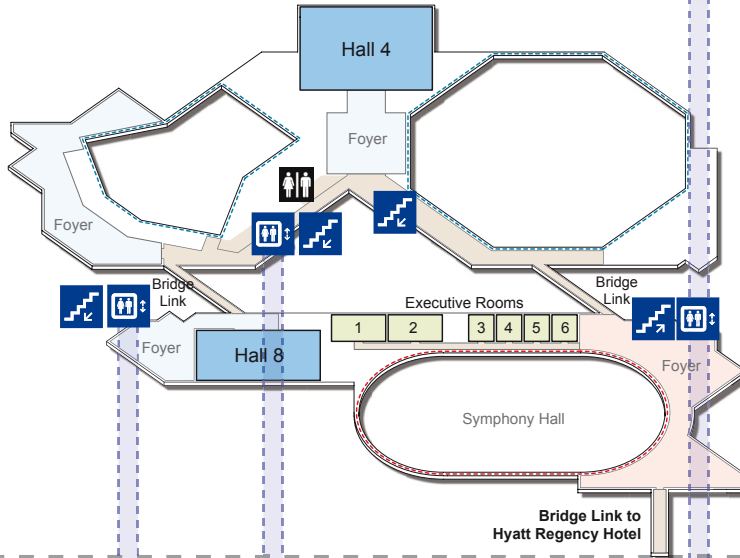 Hall 4
Foyer
Foyer
Bridge
Link
Bridge
Link
Executive Rooms
1
2
3
4
5
6
Foyer
Hall 8
Foyer
Symphony Hall
Bridge Link to
Hyatt Regency Hotel